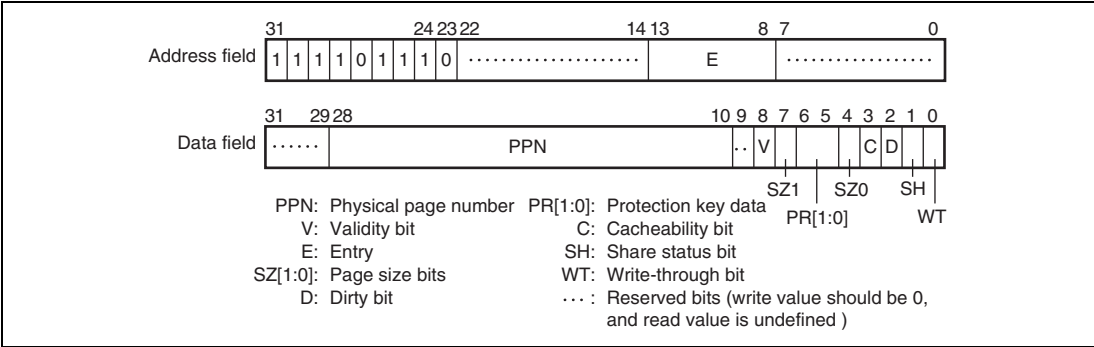 31 24 23 22 14 13 8 7 0
Address field 1 1 1 1 0 1 1 1 0 ..................... E ..................
31 29 28 10 9 8 7 6 5 4 3 2 1 0
Data field ...... PPN .. V C D
SZ1 SZ0 SH
PR[1:0] WT
PPN: Physical page number PR[1:0]: Protection key data
V: Validity bit C: Cacheability bit
E: Entry SH: Share status bit
SZ[1:0]: Page size bits WT: Write-through bit
D: Dirty bit ... : Reserved bits (write value should be 0,
and read value is undefined )